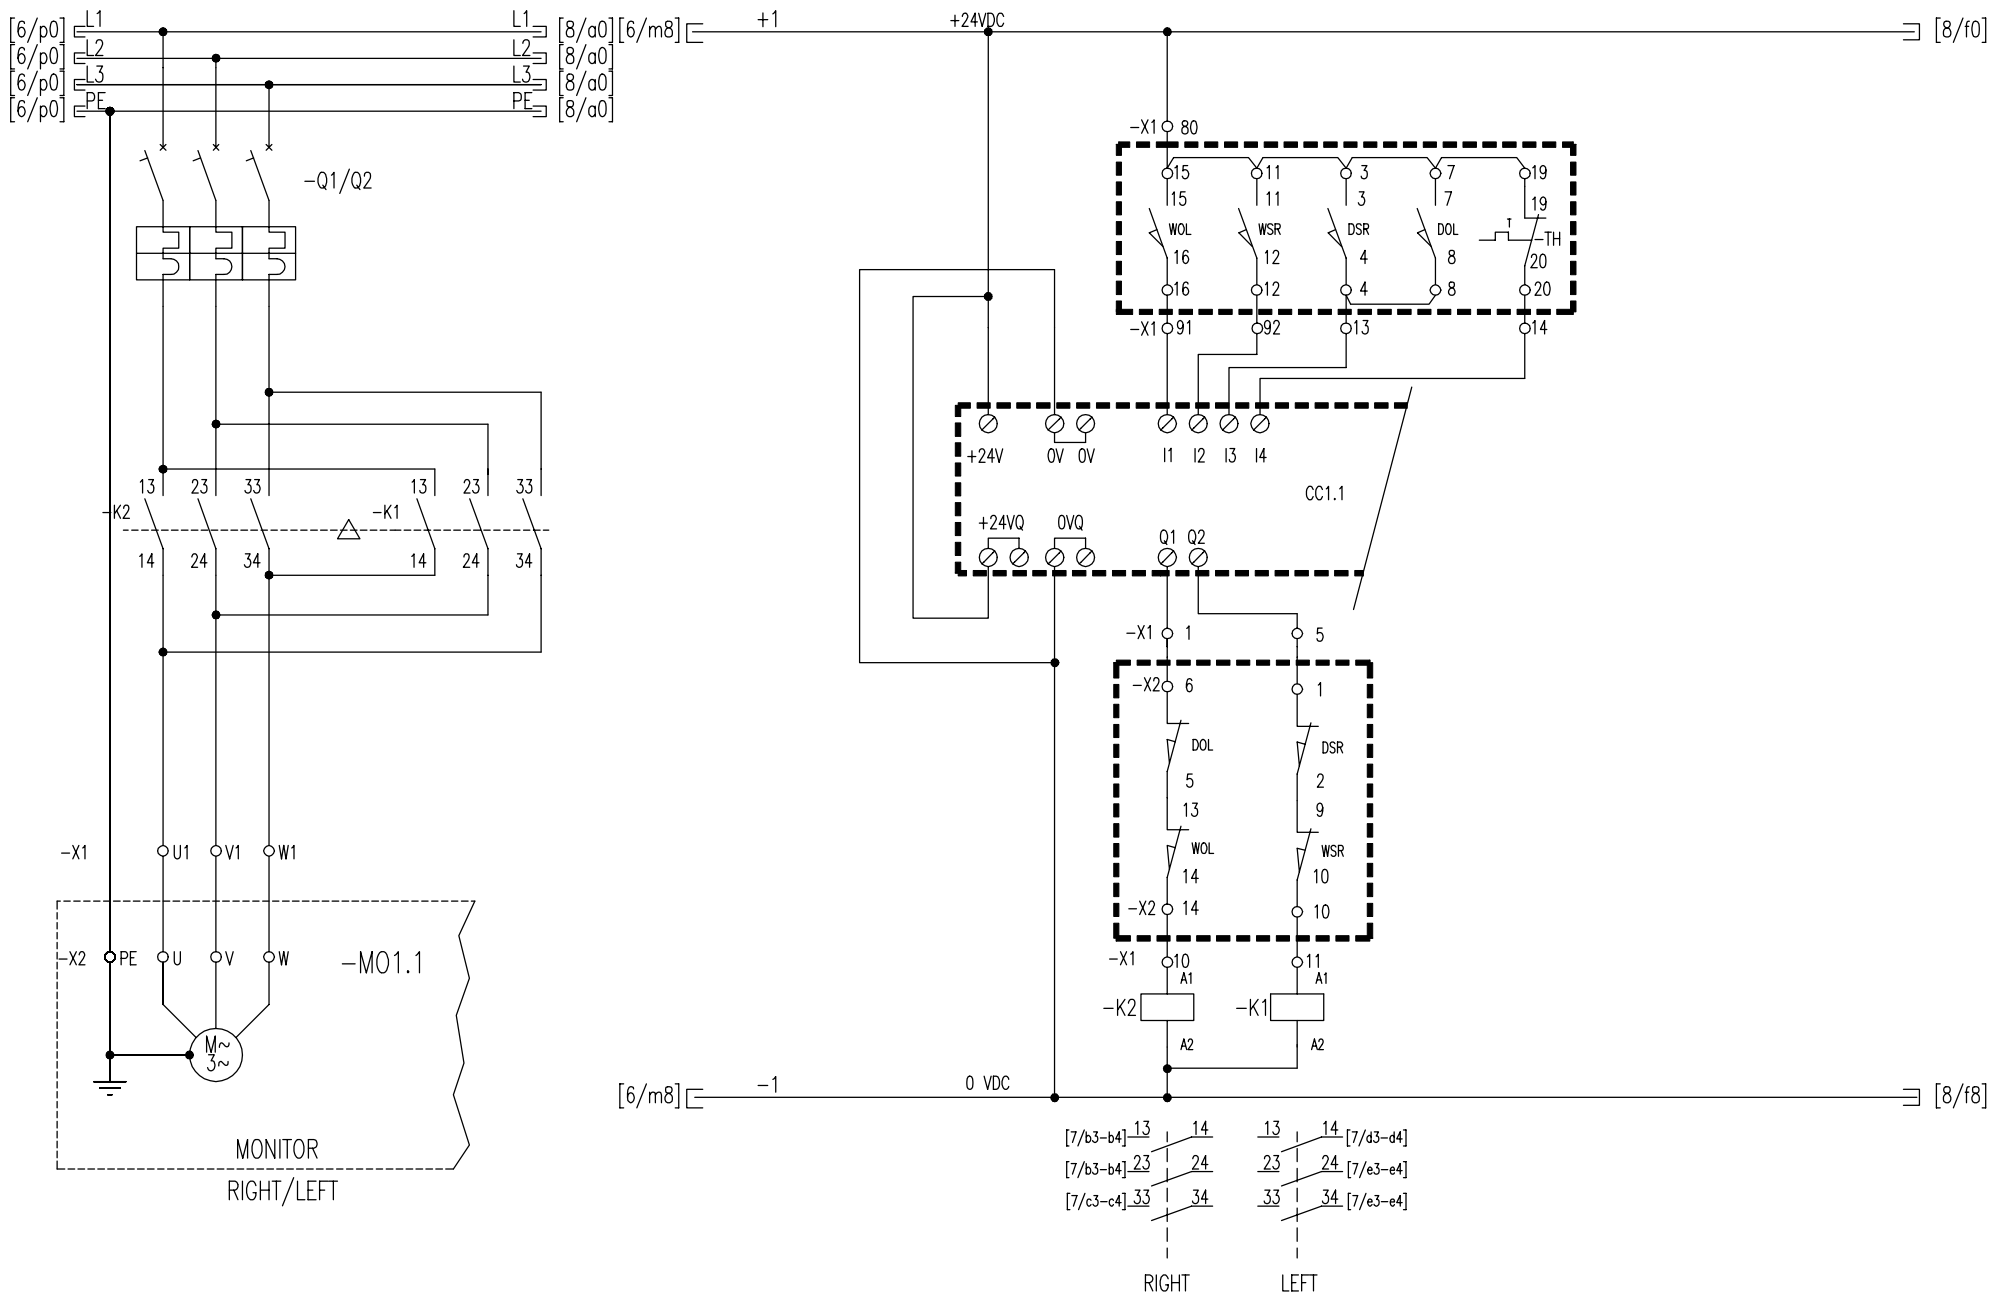 [6/p0] L1 L1 [8/a0] [6/m8] +1 +24VDC [8/f0]
[6/p0] L2 L2 [8/a0]
[6/p0] L3 L3 [8/a0]
[6/p0] PE PE [8/a0]
-Q1/Q2
-X1 80
15 11 3 7 19
15 11 3 7 19
WOL WSR DSR DOL T -TH
16 12 4 8 20
16 12 4 8 20
-X1 91 92 13 14
+24V 0V 0V I1 I2 I3 I4
CC1.1
+24VQ 0VQ Q1 Q2
13 23 33 13 23 33
-K2 -K1
14 24 34 14 24 34
-X1 1 5
-X2 6 1
DOL DSR
5 2
13 9
WOL WSR
14 10
-X2 14 10
-X1 10 11
A1 A1
-K2 -K1
A2 A2
-X1 U1 V1 W1
-X2 PE U V W -M01.1
M~
3~
MONITOR
RIGHT/LEFT
[6/m8] -1 0 VDC [8/f8]
[7/b3-b4] 13 14 13 14 [7/d3-d4]
[7/b3-b4] 23 24 23 24 [7/e3-e4]
[7/c3-c4] 33 34 33 34 [7/e3-e4]
RIGHT LEFT